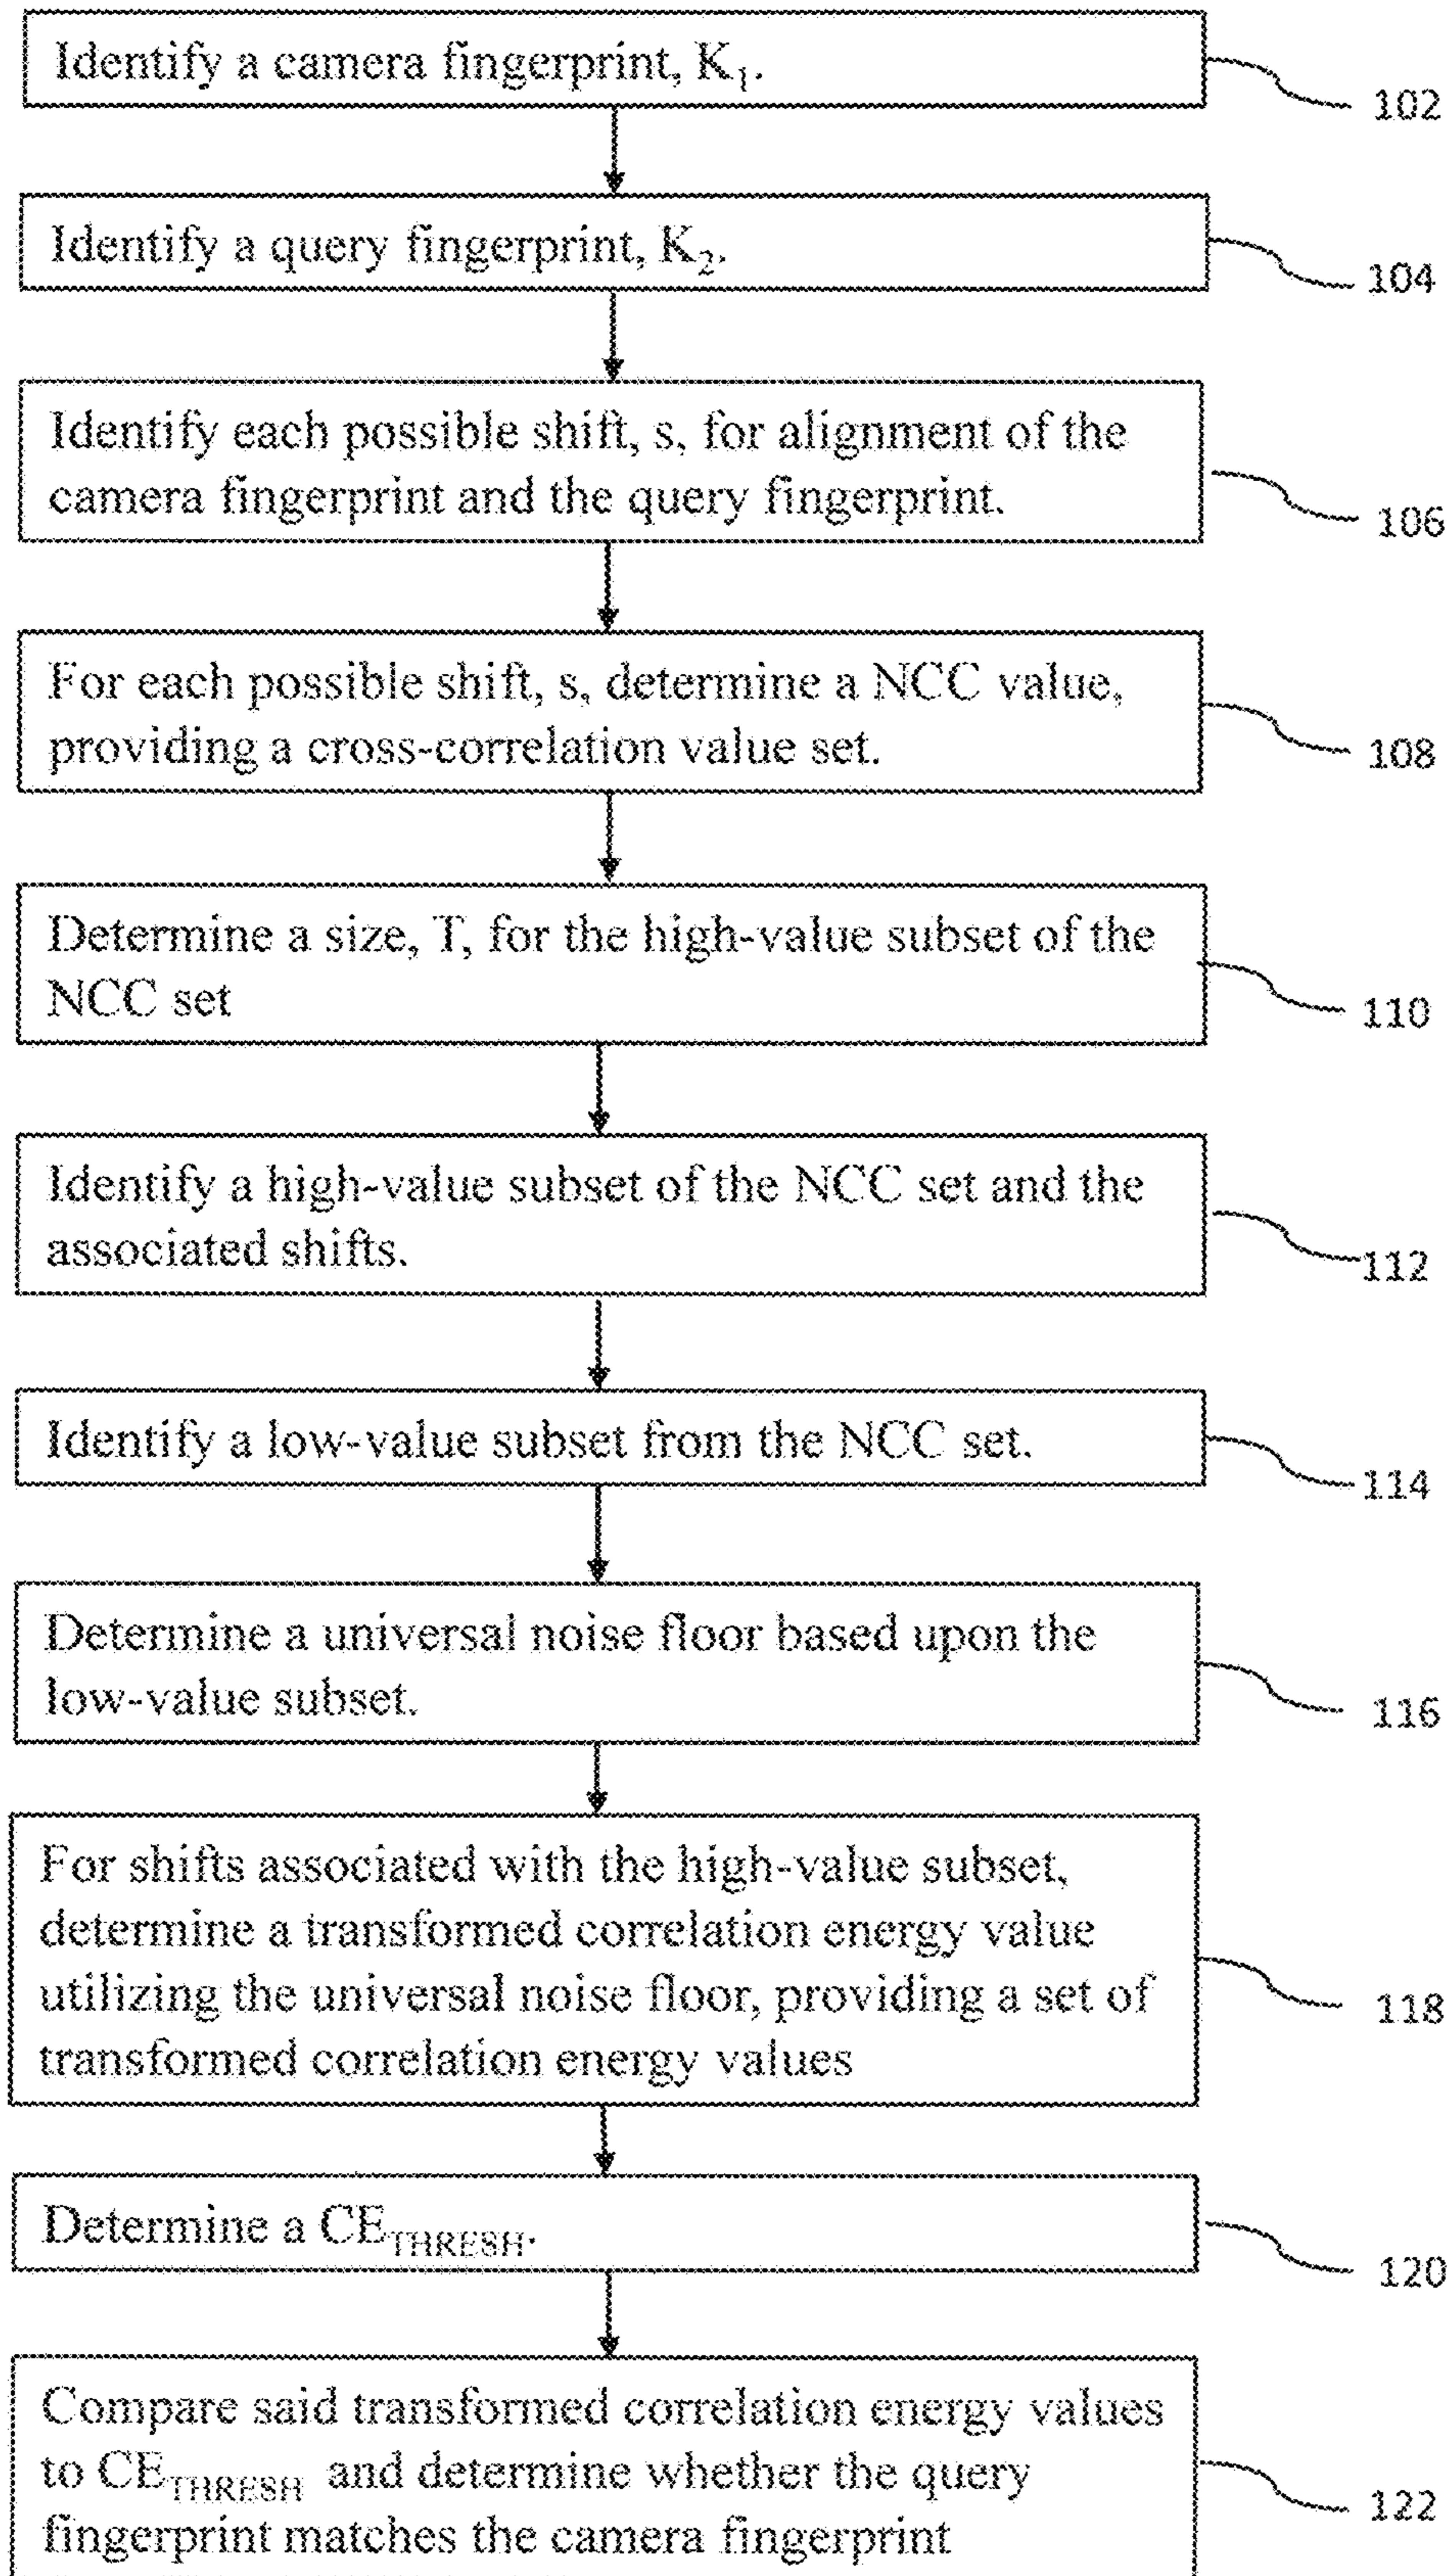 Identify a camera fingerprint, K₁.
102
Identify a query fingerprint, K₂.
104
Identify each possible shift, s, for alignment of the
camera fingerprint and the query fingerprint.
106
For each possible shift, s, determine a NCC value,
providing a cross-correlation value set.
108
Determine a size, T, for the high-value subset of the
NCC set
110
Identify a high-value subset of the NCC set and the
associated shifts.
112
Identify a low-value subset from the NCC set.
114
Determine a universal noise floor based upon the
low-value subset.
116
For shifts associated with the high-value subset,
determine a transformed correlation energy value
utilizing the universal noise floor, providing a set of
transformed correlation energy values
118
Determine a CE_THRESH.
120
Compare said transformed correlation energy values
to CE_THRESH and determine whether the query
fingerprint matches the camera fingerprint
122